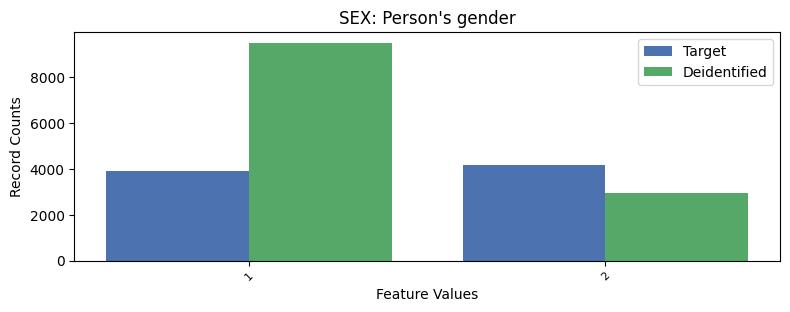 SEX: Person's gender
Target
Deidentified
Record Counts
8000
6000
4000
2000
0
1
2
Feature Values